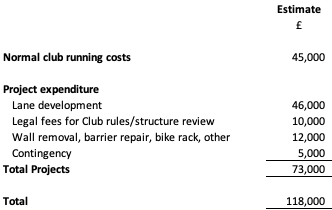 Estimate
£
Normal club running costs 45,000
Project expenditure
Lane development 46,000
Legal fees for Club rules/structure review 10,000
Wall removal, barrier repair, bike rack, other 12,000
Contingency 5,000
Total Projects 73,000
Total 118,000